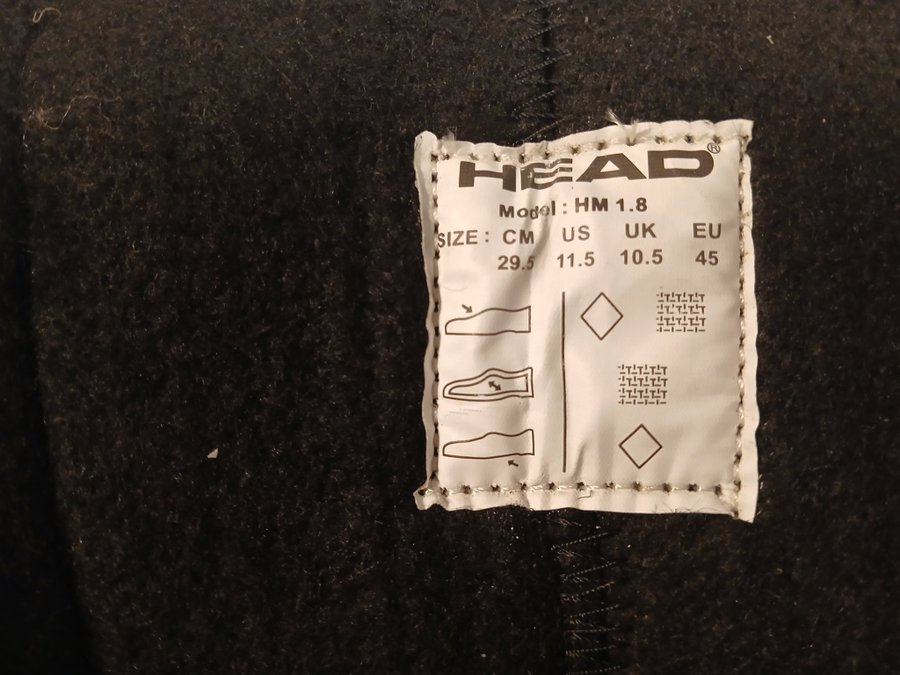 HEAD®
Model : HM 1.8
SIZE : CM US UK EU
29.5 11.5 10.5 45